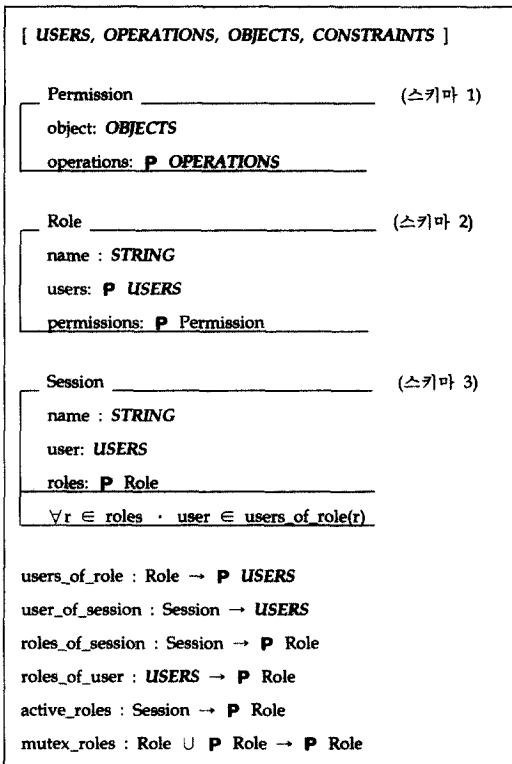 [ USERS, OPERATIONS, OBJECTS, CONSTRAINTS ]
Permission (스키마 1)
object: OBJECTS
operations: P OPERATIONS
Role (스키마 2)
name : STRING
users: P USERS
permissions: P Permission
Session (스키마 3)
name : STRING
user: USERS
roles: P Role
∀r ∈ roles · user ∈ users_of_role(r)
users_of_role : Role → P USERS
user_of_session : Session → USERS
roles_of_session : Session → P Role
roles_of_user : USERS → P Role
active_roles : Session → P Role
mutex_roles : Role ∪ P Role → P Role